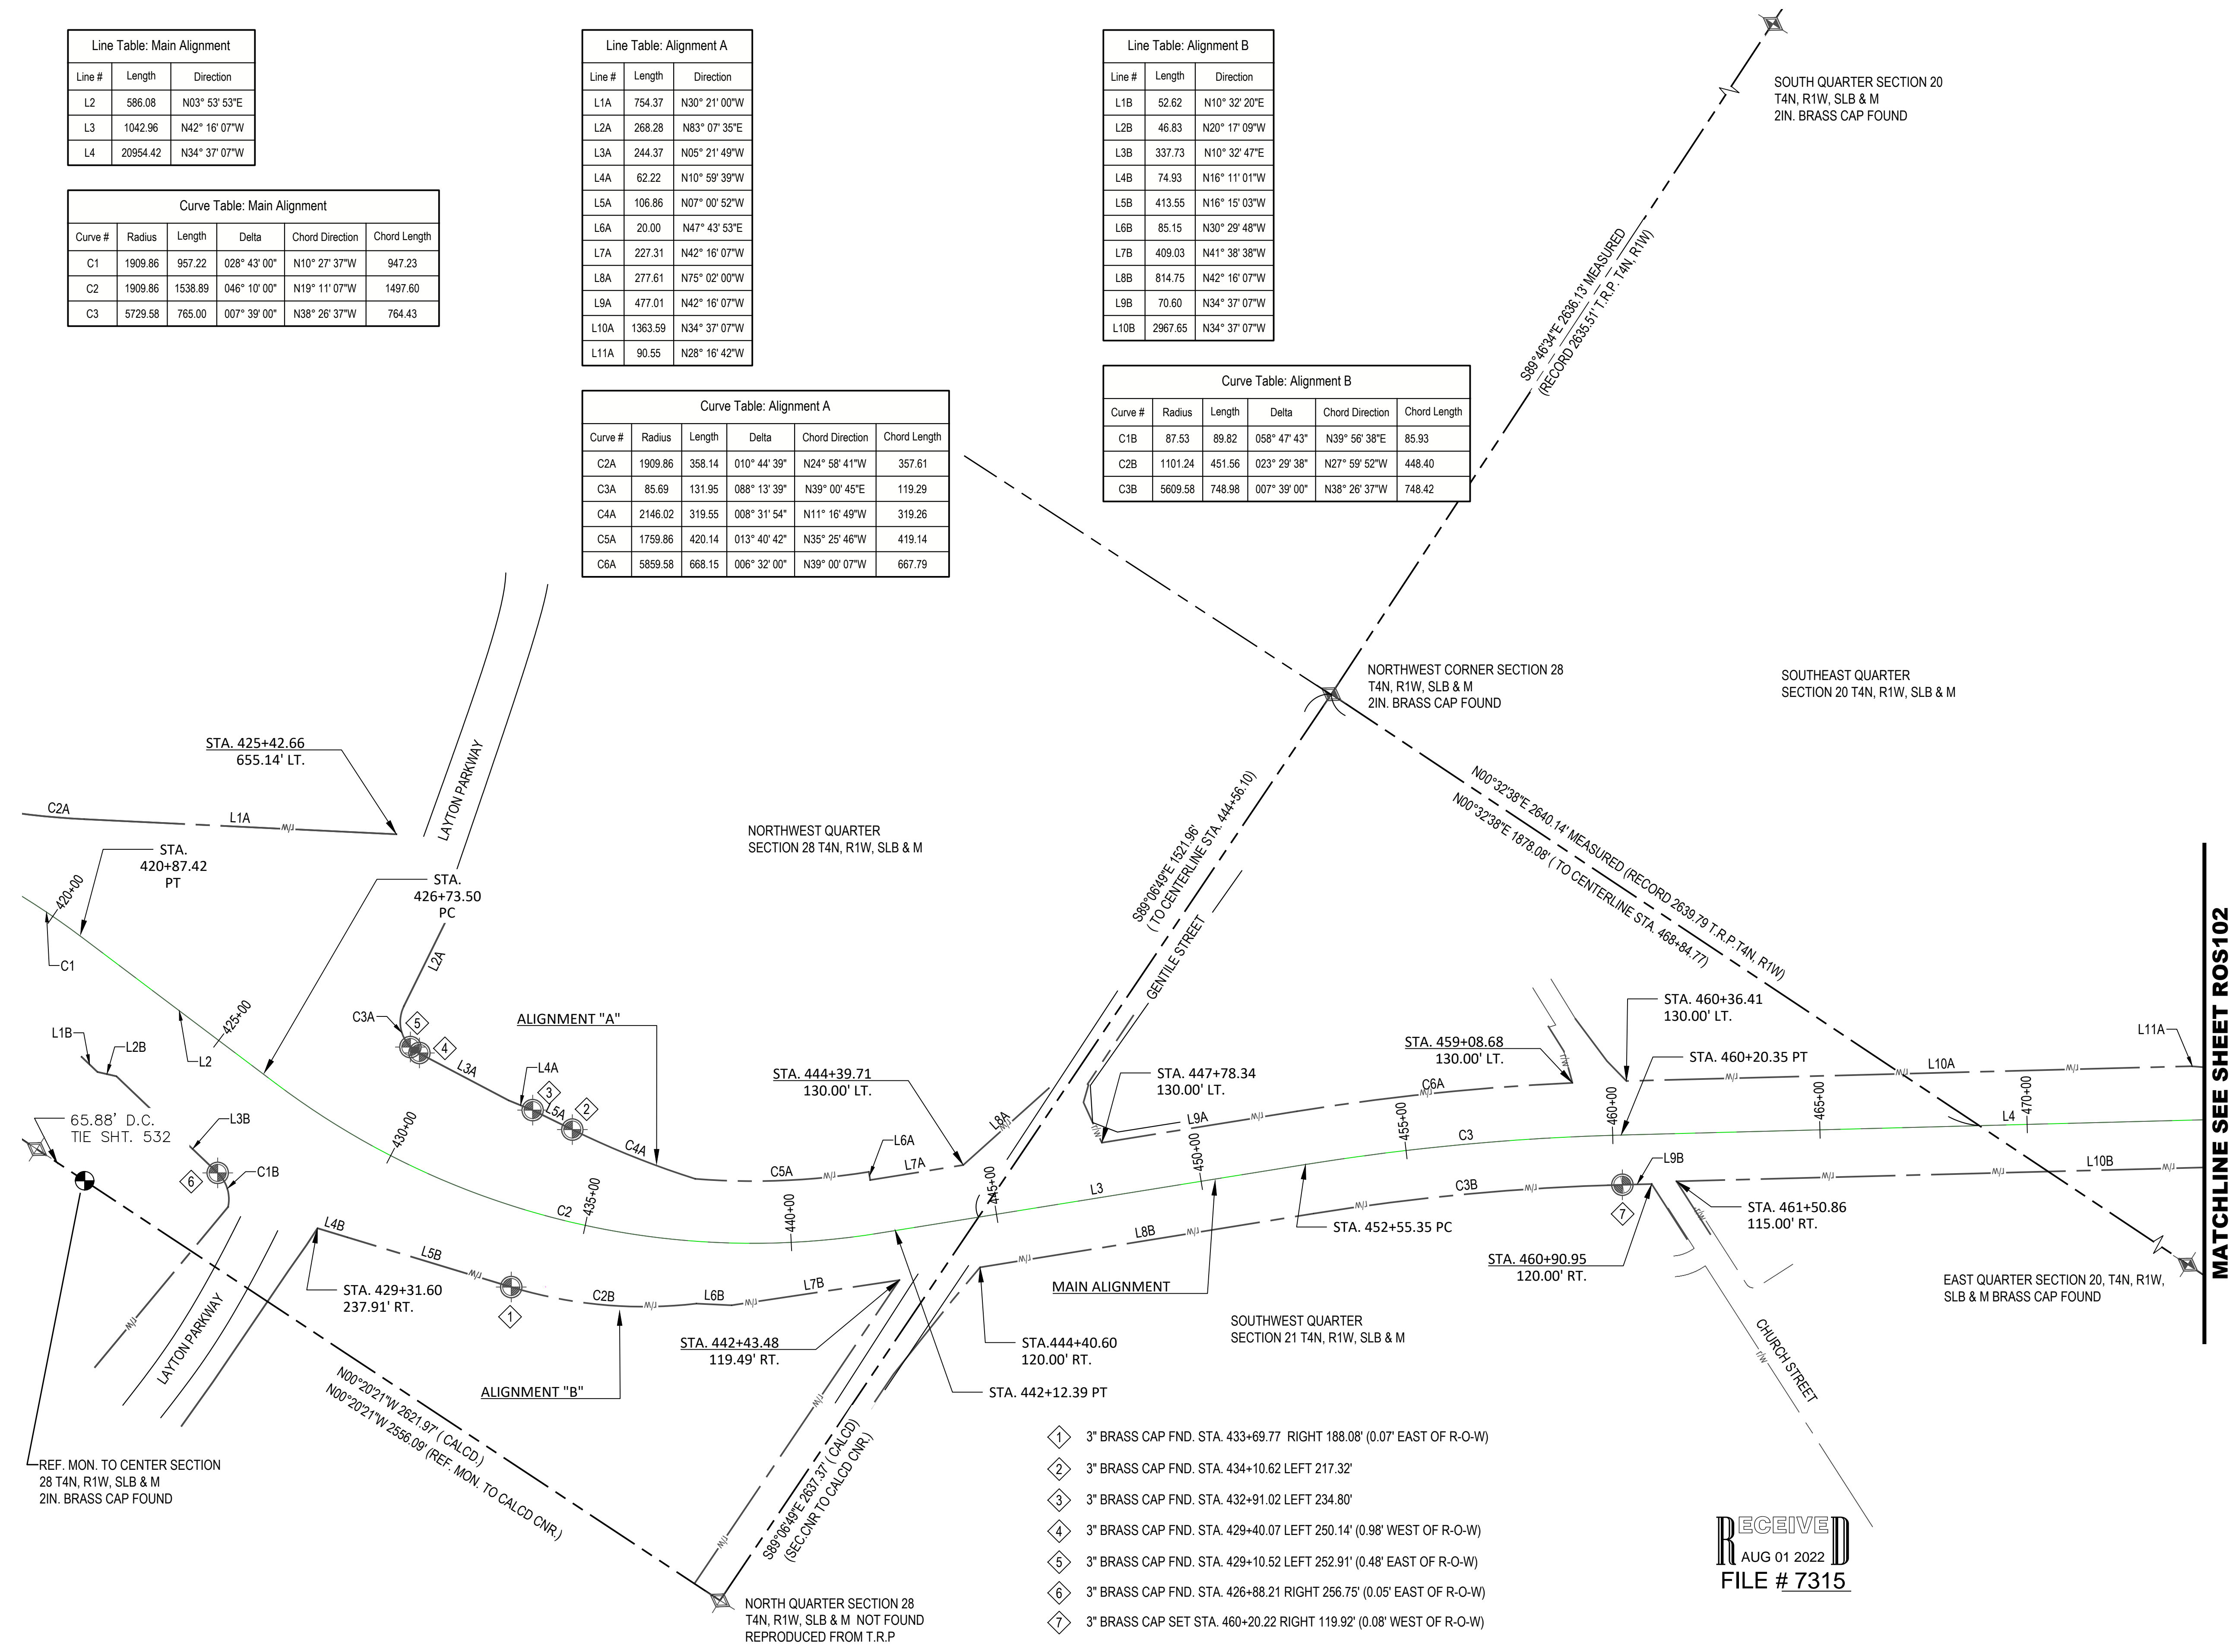 Line Table: Main Alignment
Line # Length Direction
L2 586.08 N03° 53' 53"E
L3 1042.96 N42° 16' 07"W
L4 20954.42 N34° 37' 07"W
Curve Table: Main Alignment
Curve # Radius Length Delta Chord Direction Chord Length
C1 1909.86 957.22 028° 43' 00" N10° 27' 37"W 947.23
C2 1909.86 1538.89 046° 10' 00" N19° 11' 07"W 1497.60
C3 5729.58 765.00 007° 39' 00" N38° 26' 37"W 764.43
Line Table: Alignment A
Line # Length Direction
L1A 754.37 N30° 21' 00"W
L2A 268.28 N83° 07' 35"E
L3A 244.37 N05° 21' 49"W
L4A 62.22 N10° 59' 39"W
L5A 106.86 N07° 00' 52"W
L6A 20.00 N47° 43' 53"E
L7A 227.31 N42° 16' 07"W
L8A 277.61 N75° 02' 00"W
L9A 477.01 N42° 16' 07"W
L10A 1363.59 N34° 37' 07"W
L11A 90.55 N28° 16' 42"W
Curve Table: Alignment A
Curve # Radius Length Delta Chord Direction Chord Length
C2A 1909.86 358.14 010° 44' 39" N24° 58' 41"W 357.61
C3A 85.69 131.95 088° 13' 39" N39° 00' 45"E 119.29
C4A 2146.02 319.55 008° 31' 54" N11° 16' 49"W 319.26
C5A 1759.86 420.14 013° 40' 42" N35° 25' 46"W 419.14
C6A 5859.58 668.15 006° 32' 00" N39° 00' 07"W 667.79
Line Table: Alignment B
Line # Length Direction
L1B 52.62 N10° 32' 20"E
L2B 46.83 N20° 17' 09"W
L3B 337.73 N10° 32' 47"E
L4B 74.93 N16° 11' 01"W
L5B 413.55 N16° 15' 03"W
L6B 85.15 N30° 29' 48"W
L7B 409.03 N41° 38' 38"W
L8B 814.75 N42° 16' 07"W
L9B 70.60 N34° 37' 07"W
L10B 2967.65 N34° 37' 07"W
Curve Table: Alignment B
Curve # Radius Length Delta Chord Direction Chord Length
C1B 87.53 89.82 058° 47' 43" N39° 56' 38"E 85.93
C2B 1101.24 451.56 023° 29' 38" N27° 59' 52"W 448.40
C3B 5609.58 748.98 007° 39' 00" N38° 26' 37"W 748.42
SOUTH QUARTER SECTION 20
T4N, R1W, SLB & M
2IN. BRASS CAP FOUND
S89°46'34"E 2636.13' MEASURED
(RECORD 2635.51' T.R.P. T4N, R1W)
NORTHWEST CORNER SECTION 28
T4N, R1W, SLB & M
2IN. BRASS CAP FOUND
SOUTHEAST QUARTER
SECTION 20 T4N, R1W, SLB & M
STA. 425+42.66
655.14' LT.
LAYTON PARKWAY
C2A
L1A
r/w
STA.
420+87.42
PT
STA.
426+73.50
PC
NORTHWEST QUARTER
SECTION 28 T4N, R1W, SLB & M
S89°06'49"E 1521.96'
( TO CENTERLINE STA. 444+56.10)
GENTILE STREET
N00°32'38"E 2640.14' MEASURED (RECORD 2639.79 T.R.P.T4N, R1W)
N00°32'38"E 1878.08' ( TO CENTERLINE STA. 468+84.77)
MATCHLINE SEE SHEET ROS102
420+00
C1
L2A
425+00
L2
L1B
L2B
C3A
5
4
ALIGNMENT "A"
L3A
L4A
3
L5A
2
C4A
STA. 444+39.71
130.00' LT.
L8A
r/w
STA. 447+78.34
130.00' LT.
r/w
L9A
r/w
STA. 459+08.68
130.00' LT.
C6A
r/w
r/w
STA. 460+36.41
130.00' LT.
STA. 460+20.35 PT
L11A
r/w
r/w
L10A
r/w
65.88' D.C.
TIE SHT. 532
L3B
6
C1B
430+00
435+00
C2
440+00
C5A
r/w
L6A
L7A
445+00
L3
450+00
455+00
C3
460+00
465+00
470+00
L4
L4B
L5B
r/w
STA. 429+31.60
237.91' RT.
1
C2B
r/w
L6B
r/w
L7B
r/w
L8B
r/w
r/w
C3B
r/w
L9B
7
r/w
r/w
L10B
r/w
STA. 452+55.35 PC
STA. 461+50.86
115.00' RT.
STA. 460+90.95
120.00' RT.
r/w
MAIN ALIGNMENT
EAST QUARTER SECTION 20, T4N, R1W,
SLB & M BRASS CAP FOUND
SOUTHWEST QUARTER
SECTION 21 T4N, R1W, SLB & M
CHURCH STREET
r/w
STA. 442+43.48
119.49' RT.
STA.444+40.60
120.00' RT.
STA. 442+12.39 PT
ALIGNMENT "B"
LAYTON PARKWAY
r/w
r/w
r/w
N00°20'21"W 2621.97' ( CALCD.)
N00°20'21"W 2556.09' (REF. MON. TO CALCD CNR.)
S89°06'49"E 2637.37' ( CALCD)
(SEC.CNR TO CALCD CNR.)
REF. MON. TO CENTER SECTION
28 T4N, R1W, SLB & M
2IN. BRASS CAP FOUND
NORTH QUARTER SECTION 28
T4N, R1W, SLB & M NOT FOUND
REPRODUCED FROM T.R.P
1 3" BRASS CAP FND. STA. 433+69.77 RIGHT 188.08' (0.07' EAST OF R-O-W)
2 3" BRASS CAP FND. STA. 434+10.62 LEFT 217.32'
3 3" BRASS CAP FND. STA. 432+91.02 LEFT 234.80'
4 3" BRASS CAP FND. STA. 429+40.07 LEFT 250.14' (0.98' WEST OF R-O-W)
5 3" BRASS CAP FND. STA. 429+10.52 LEFT 252.91' (0.48' EAST OF R-O-W)
6 3" BRASS CAP FND. STA. 426+88.21 RIGHT 256.75' (0.05' EAST OF R-O-W)
7 3" BRASS CAP SET STA. 460+20.22 RIGHT 119.92' (0.08' WEST OF R-O-W)
RECEIVED
AUG 01 2022
FILE # 7315